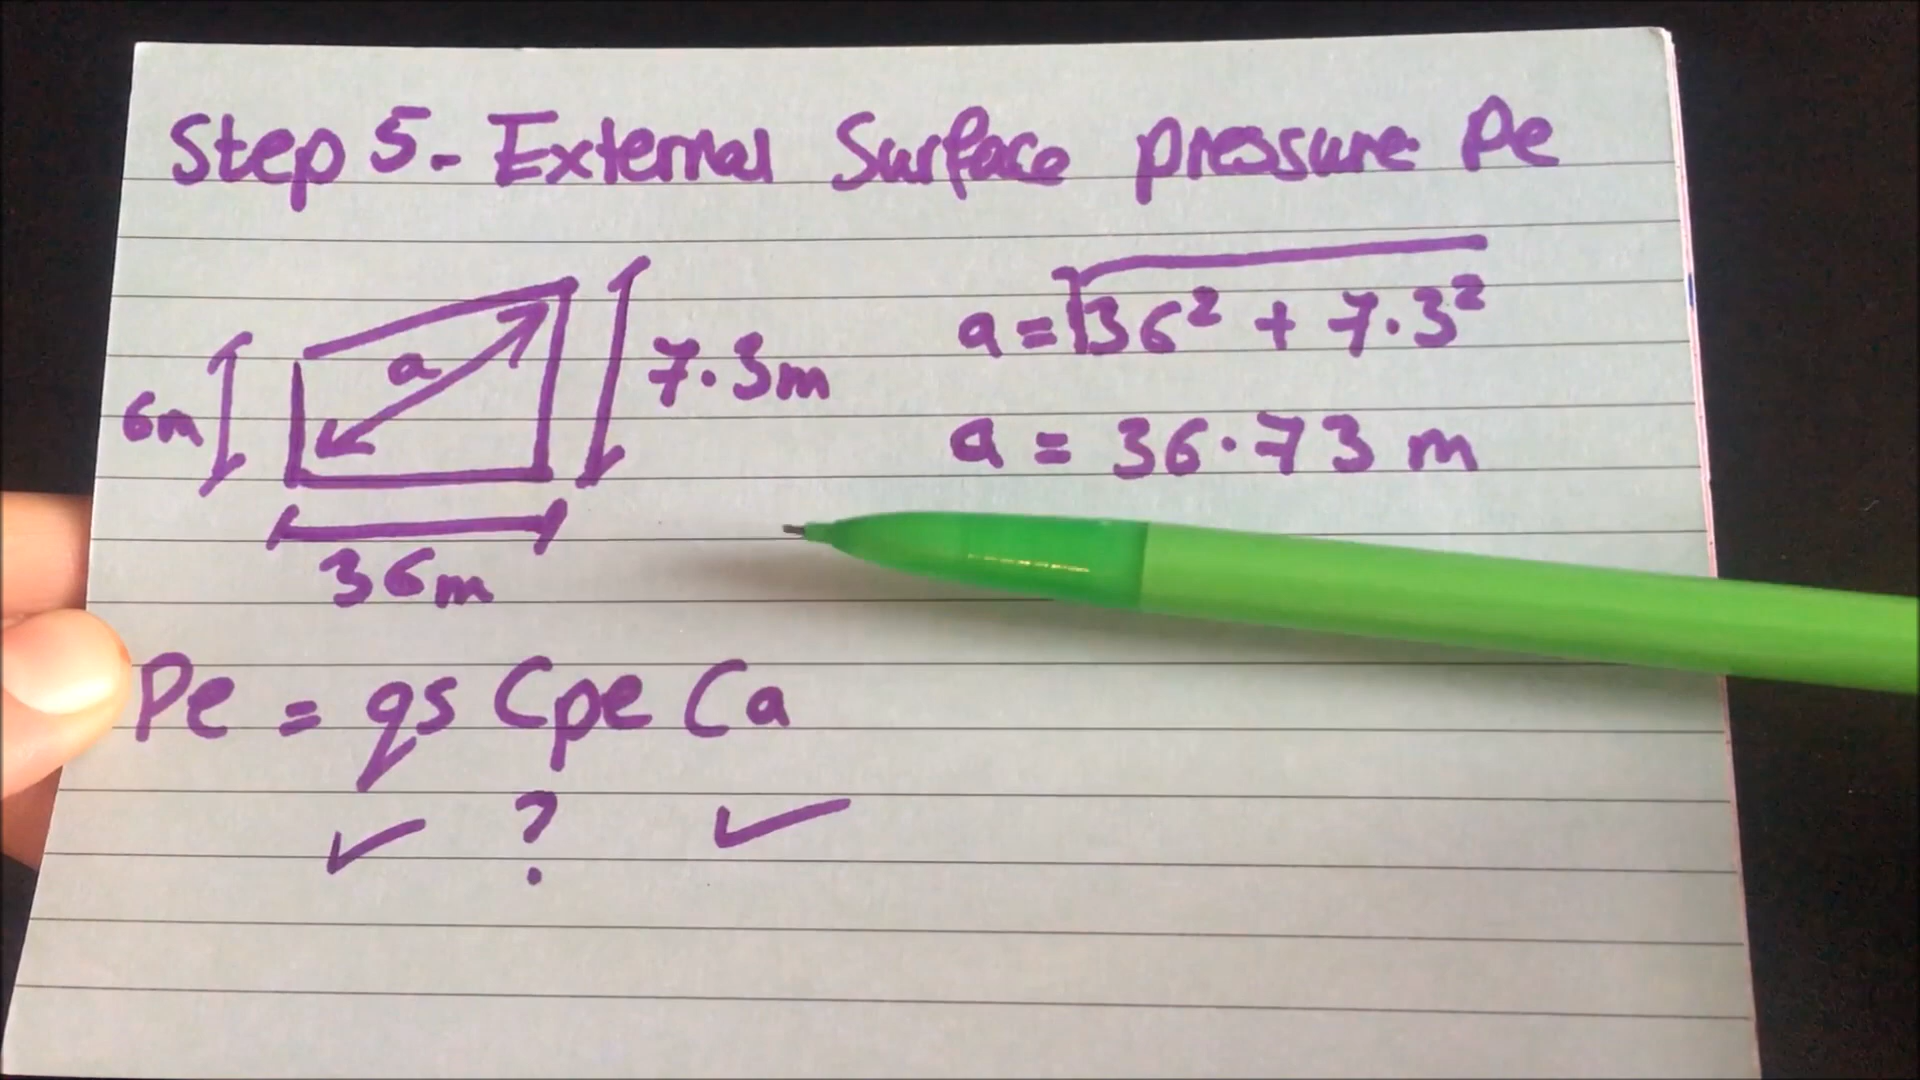 Step 5- External Surface pressure Pe
a = √36² + 7.3²
6m
a
7.3m
a = 36.73 m
36m
Pe = qs Cpe Ca
✓ ? ✓